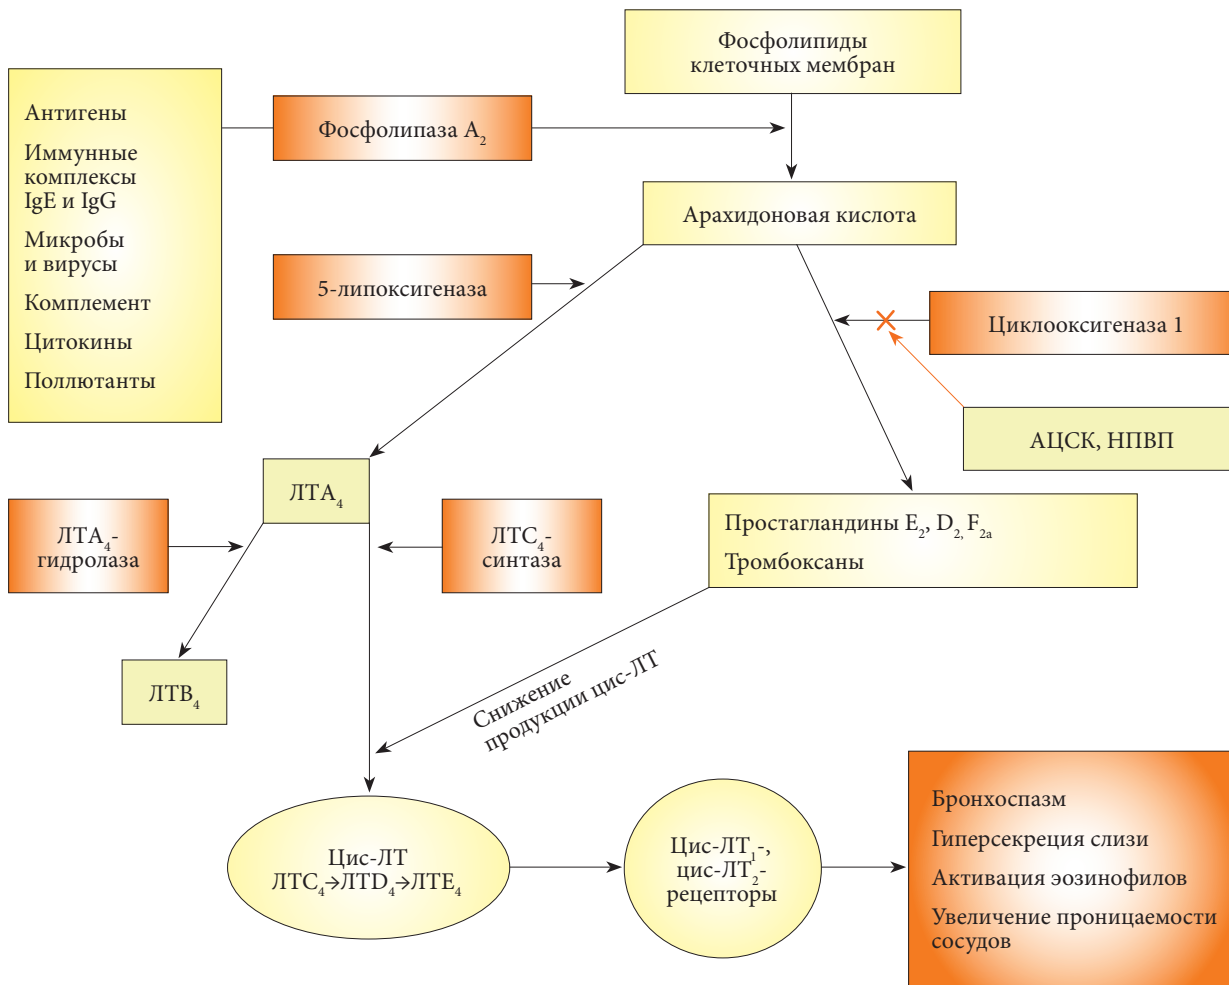 Фосфолипиды
клеточных мембран
Антигены
Иммунные
комплексы
IgE и IgG
Микробы
и вирусы
Комплемент
Цитокины
Поллютанты
Фосфолипаза А₂
Арахидоновая кислота
5-липоксигеназа
Циклооксигеназа 1
АЦСК, НПВП
ЛТА₄
ЛТА₄-
гидролаза
ЛТС₄-
синтаза
Простагландины E₂, D₂, F₂ₐ
Тромбоксаны
ЛТВ₄
Снижение
продукции цис-ЛТ
Цис-ЛТ
ЛТС₄→ЛТD₄→ЛТЕ₄
Цис-ЛТ₁-,
цис-ЛТ₂-
рецепторы
Бронхоспазм
Гиперсекреция слизи
Активация эозинофилов
Увеличение проницаемости
сосудов